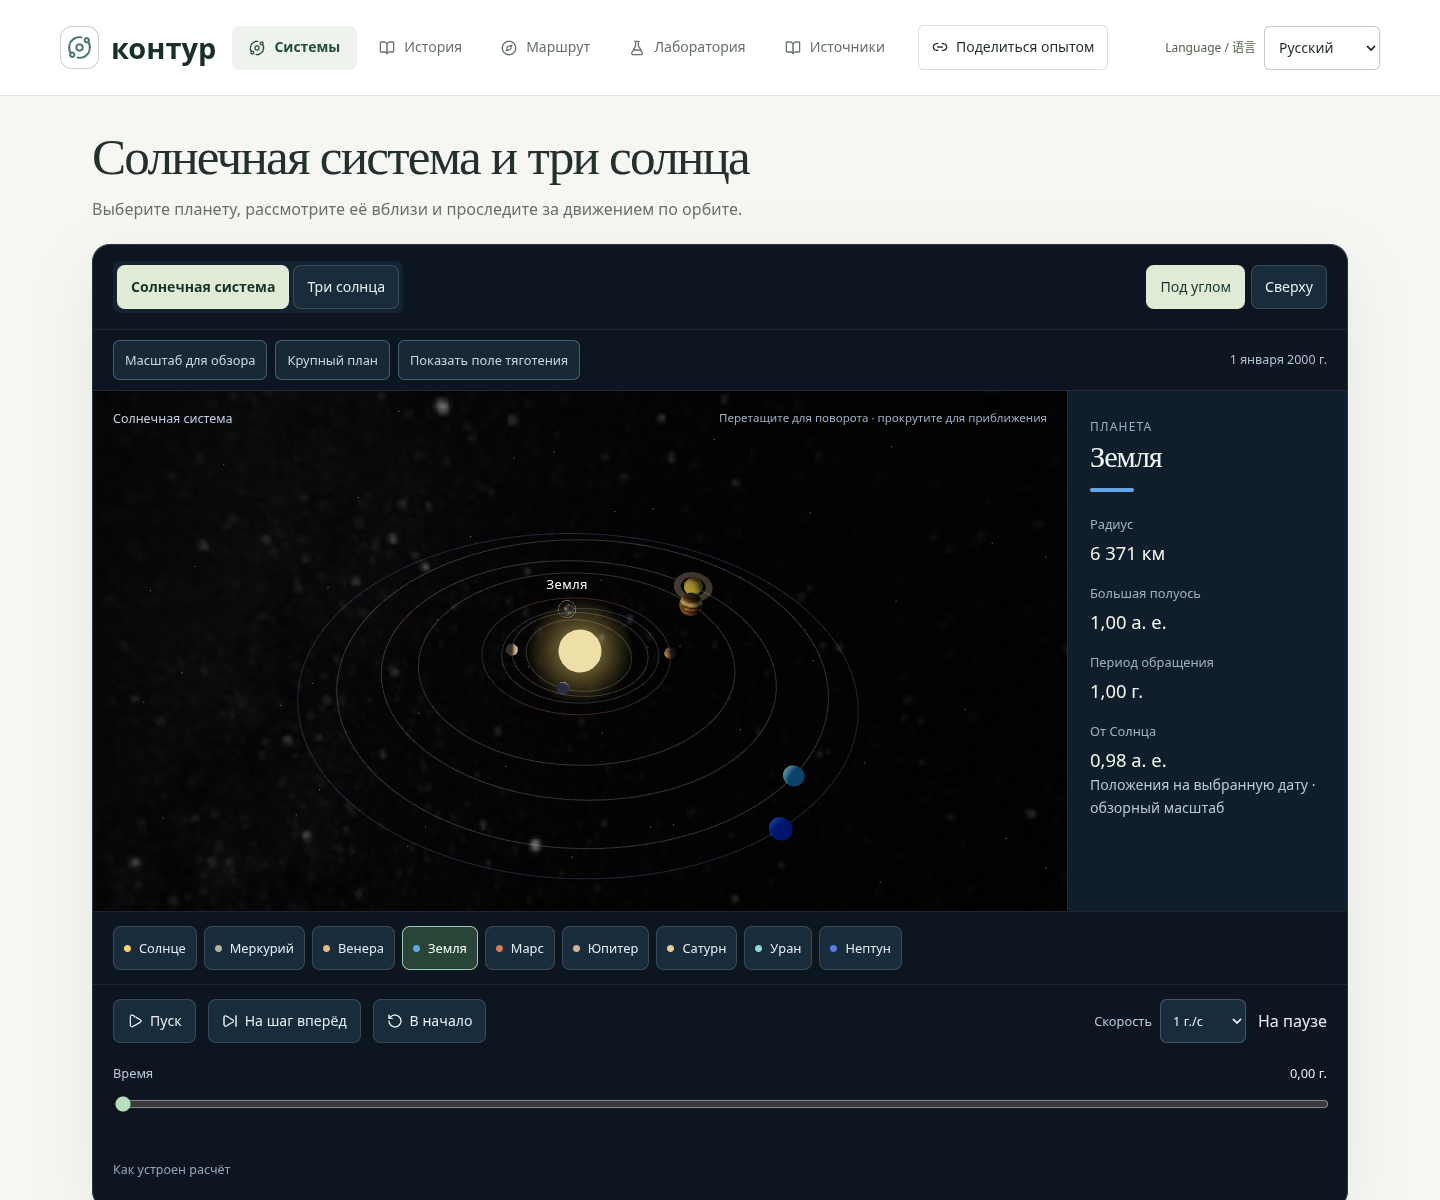 контур
Системы
История
Маршрут
Лаборатория
Источники
Поделиться опытом
Language / 语言
Русский
Солнечная система и три солнца
Выберите планету, рассмотрите её вблизи и проследите за движением по орбите.
Солнечная система
Три солнца
Под углом
Сверху
Масштаб для обзора
Крупный план
Показать поле тяготения
1 января 2000 г.
Солнечная система
Перетащите для поворота · прокрутите для приближения
Земля
ПЛАНЕТА
Земля
Радиус
6 371 км
Большая полуось
1,00 а. е.
Период обращения
1,00 г.
От Солнца
0,98 а. е.
Положения на выбранную дату ·
обзорный масштаб
Солнце
Меркурий
Венера
Земля
Марс
Юпитер
Сатурн
Уран
Нептун
Пуск
На шаг вперёд
В начало
Скорость
1 г./с
На паузе
Время
0,00 г.
Как устроен расчёт